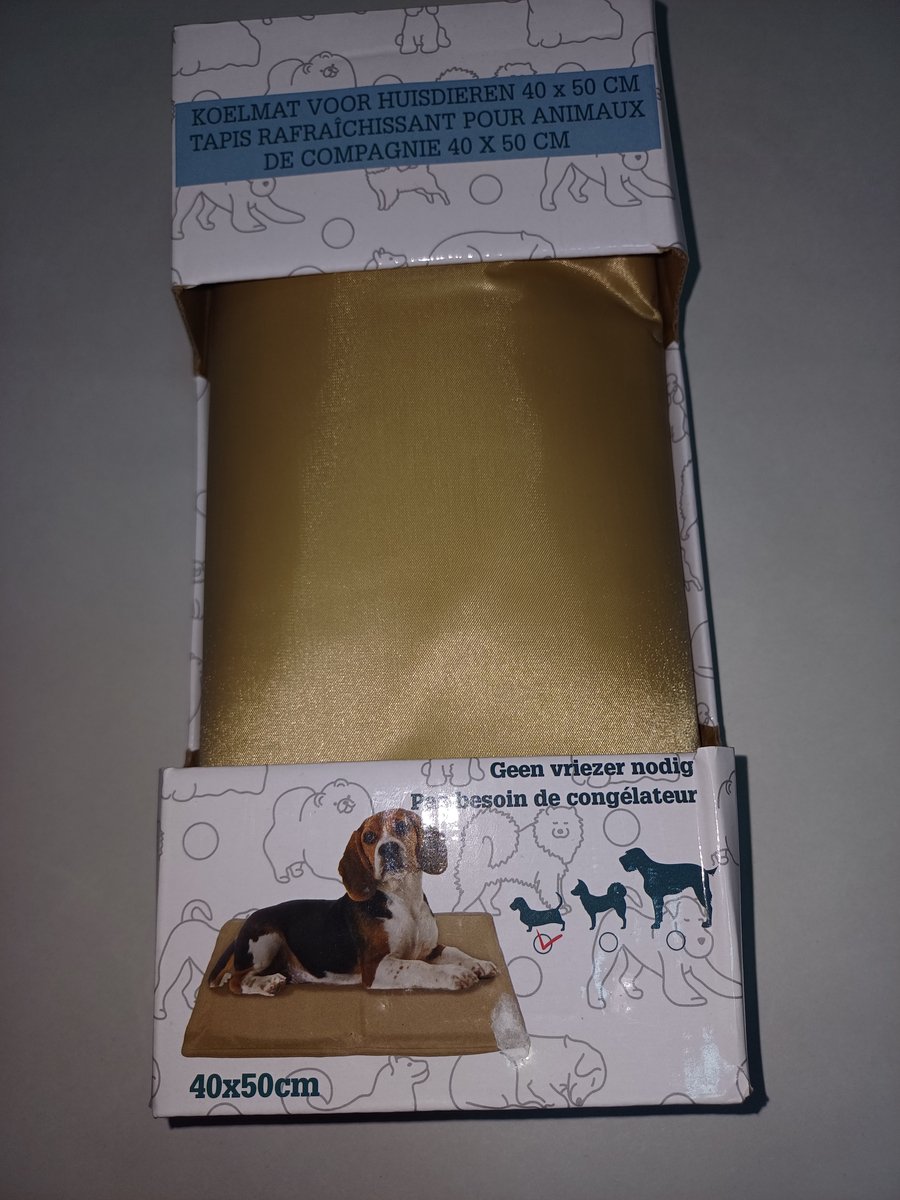 KOELMAT VOOR HUISDIEREN 40 x 50 CM
TAPIS RAFRAÎCHISSANT POUR ANIMAUX
DE COMPAGNIE 40 X 50 CM
Geen vriezer nodig
Pas besoin de congélateur
40x50cm